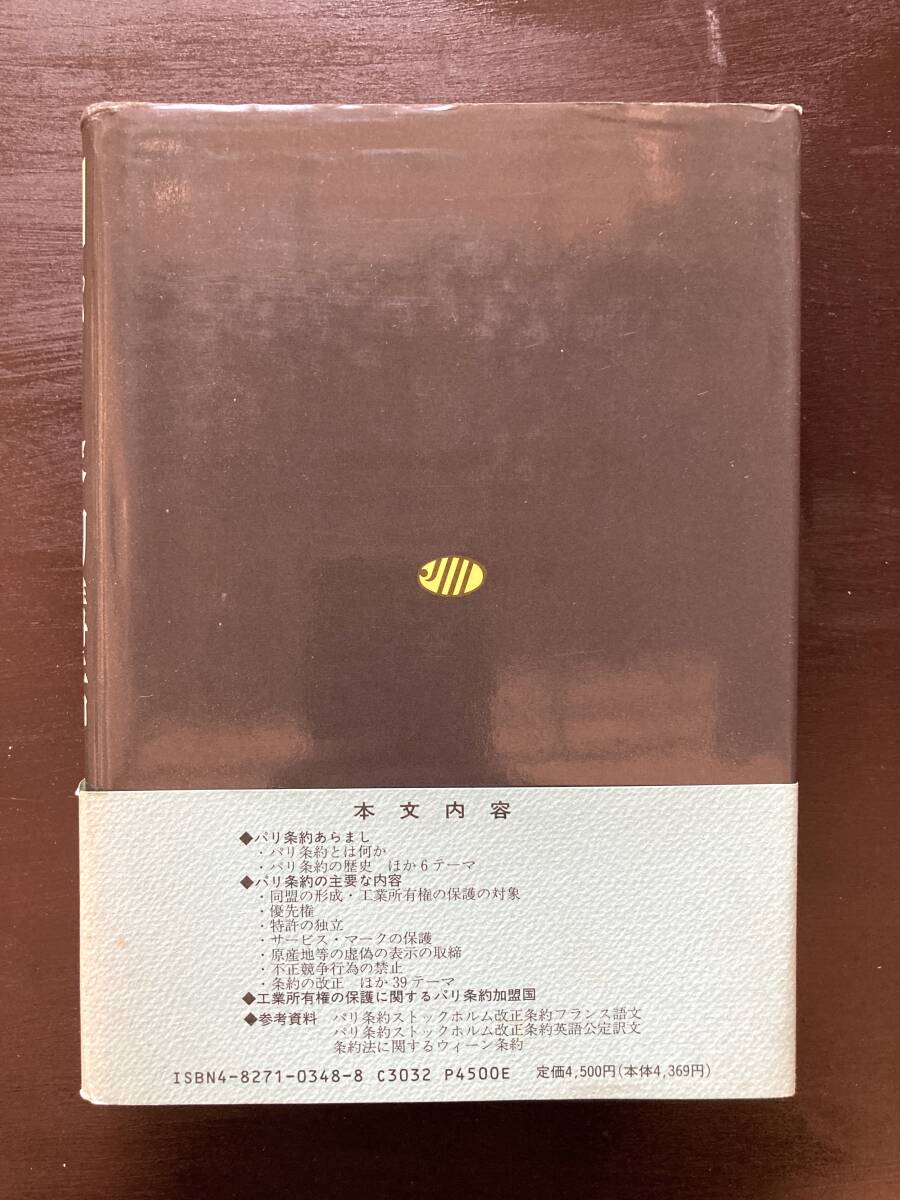 本文内容
◆パリ条約あらまし
・パリ条約とは何か
・パリ条約の歴史 ほか6テーマ
◆パリ条約の主要な内容
・同盟の形成・工業所有権の保護の対象
・優先権
・特許の独立
・サービス・マークの保護
・原産地等の虚偽の表示の取締
・不正競争行為の禁止
・条約の改正 ほか39テーマ
◆工業所有権の保護に関するパリ条約加盟国
◆参考資料 パリ条約ストックホルム改正条約フランス語文
パリ条約ストックホルム改正条約英語公定訳文
条約法に関するウィーン条約
ISBN4-8271-0348-8 C3032 P4500E 定価4,500円(本体4,369円)